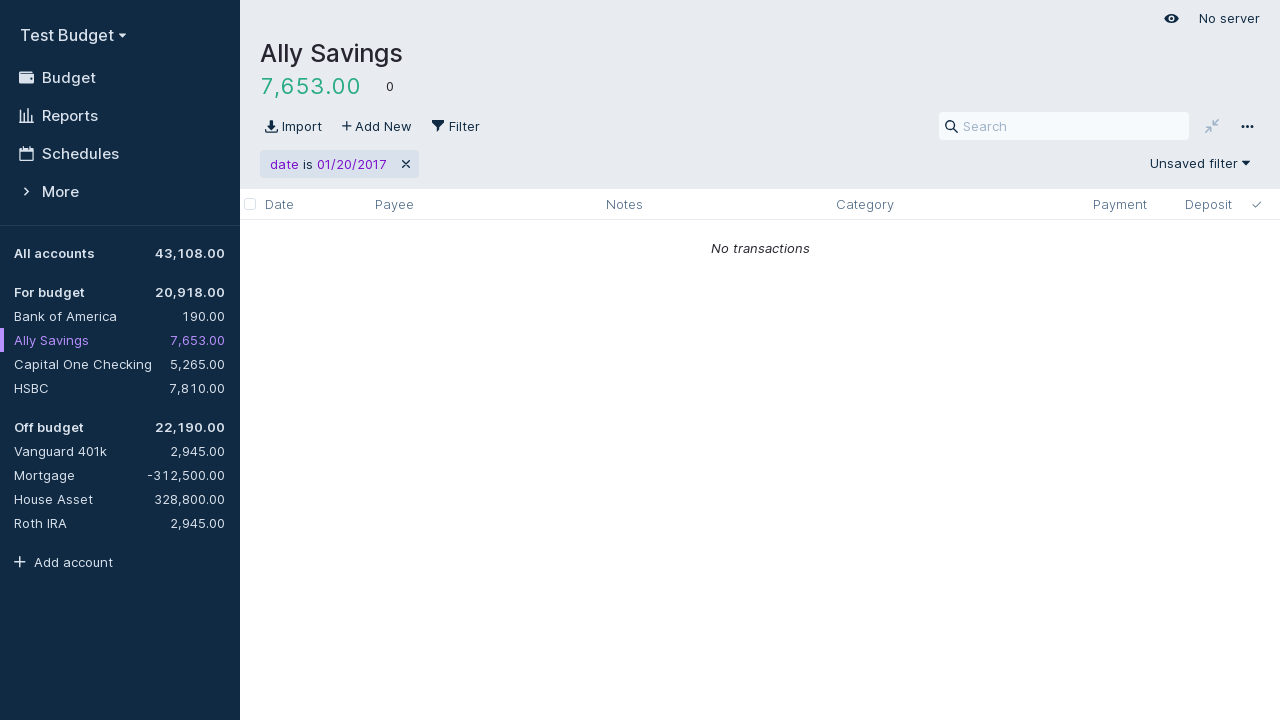 Test Budget
Budget
Reports
Schedules
More
All accounts 43,108.00
For budget 20,918.00
Bank of America 190.00
Ally Savings 7,653.00
Capital One Checking 5,265.00
HSBC 7,810.00
Off budget 22,190.00
Vanguard 401k 2,945.00
Mortgage -312,500.00
House Asset 328,800.00
Roth IRA 2,945.00
Add account
No server
Ally Savings
7,653.00 0
Import Add New Filter Search
date is 01/20/2017 Unsaved filter
Date Payee Notes Category Payment Deposit
No transactions